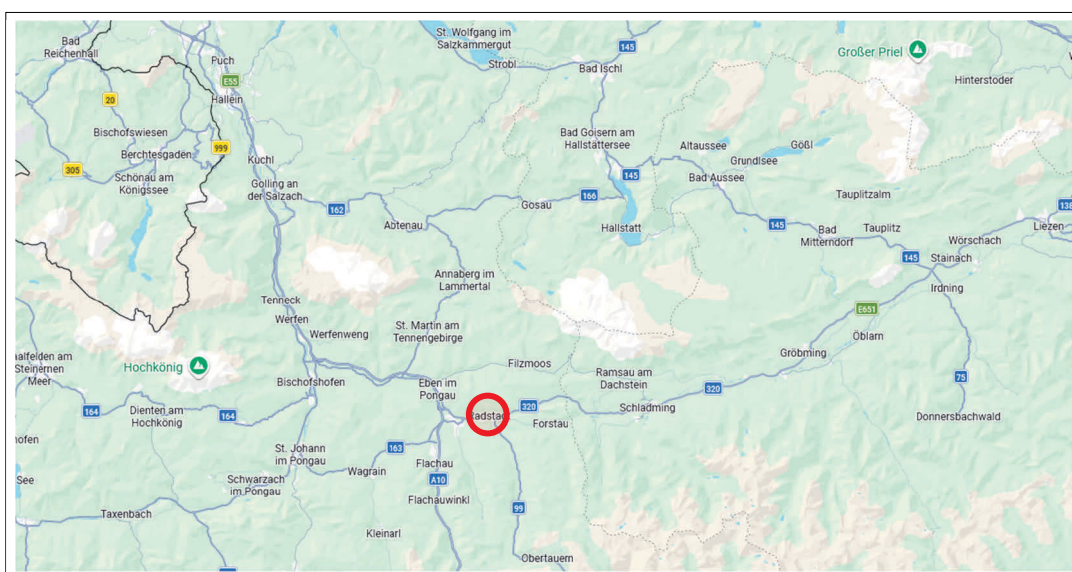 St. Wolfgang im
Salzkammergut
Bad
Reichenhall
145
Großer Priel
Puch
Strobl
Bad Ischl
E55
Hinterstoder
20
Hallein
Bischofswiesen
Bad Goisern am
Hallstättersee
999
Altaussee
Gößl
Berchtesgaden
Kuchl
Grundlsee
305
145
Schönau am
Königssee
Bad Aussee
Golling an
der Salzach
166
Tauplitzalm
162
Gosau
138
Abtenau
Hallstatt
145
Bad
Mitterndorf
Tauplitz
Liezen
Wörschach
145
Stainach
Annaberg im
Lammertal
Irdning
Tenneck
E651
Werfen
St. Martin am
Tennengebirge
Werfenweng
Öblarn
Gröbming
aalfelden am
Steinernen
Meer
Hochkönig
Filzmoos
Ramsau am
Dachstein
75
Bischofshofen
Eben im
Pongau
320
164
Dienten am
Hochkönig
164
320
Schladming
Radstad
Forstau
Donnersbachwald
hofen
St. Johann
im Pongau
163
Flachau
Wagrain
See
Schwarzach
im Pongau
A10
Flachauwinkl
99
Taxenbach
Kleinarl
Obertauern